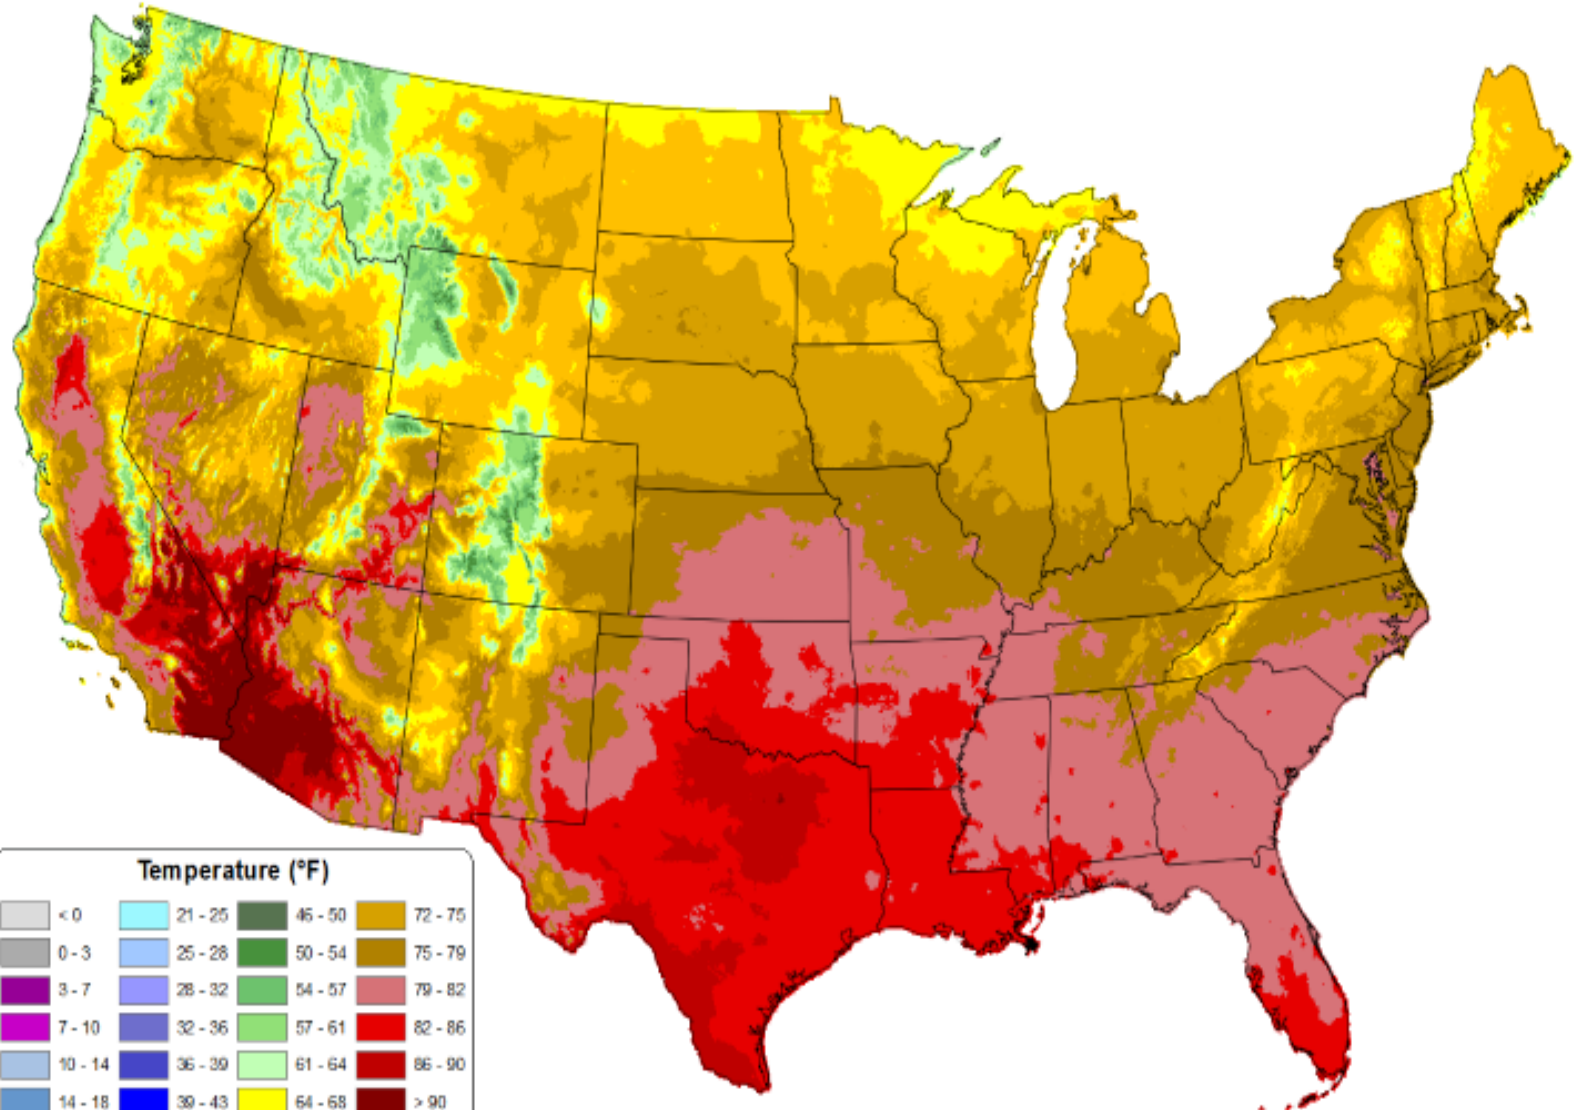 Temperature (°F)
< 0 21 - 25 46 - 50 72 - 75
0 - 3 25 - 28 50 - 54 75 - 79
3 - 7 28 - 32 54 - 57 79 - 82
7 - 10 32 - 36 57 - 61 82 - 86
10 - 14 36 - 39 61 - 64 86 - 90
14 - 18 39 - 43 64 - 68 > 90